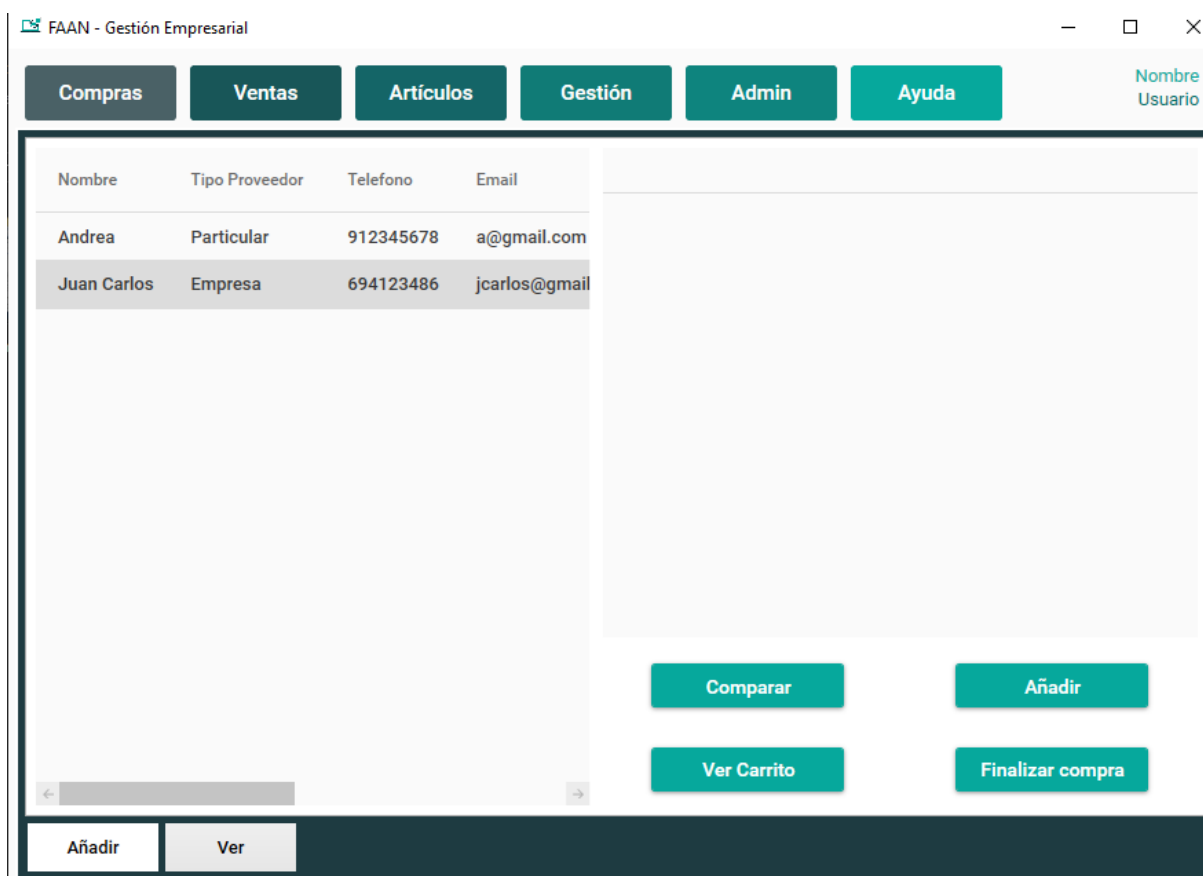 FAAN - Gestión Empresarial
Compras Ventas Artículos Gestión Admin Ayuda
Nombre
Usuario
Nombre Tipo Proveedor Telefono Email
Andrea Particular 912345678 a@gmail.com
Juan Carlos Empresa 694123486 jcarlos@gmail
Comparar Añadir
Ver Carrito Finalizar compra
Añadir Ver